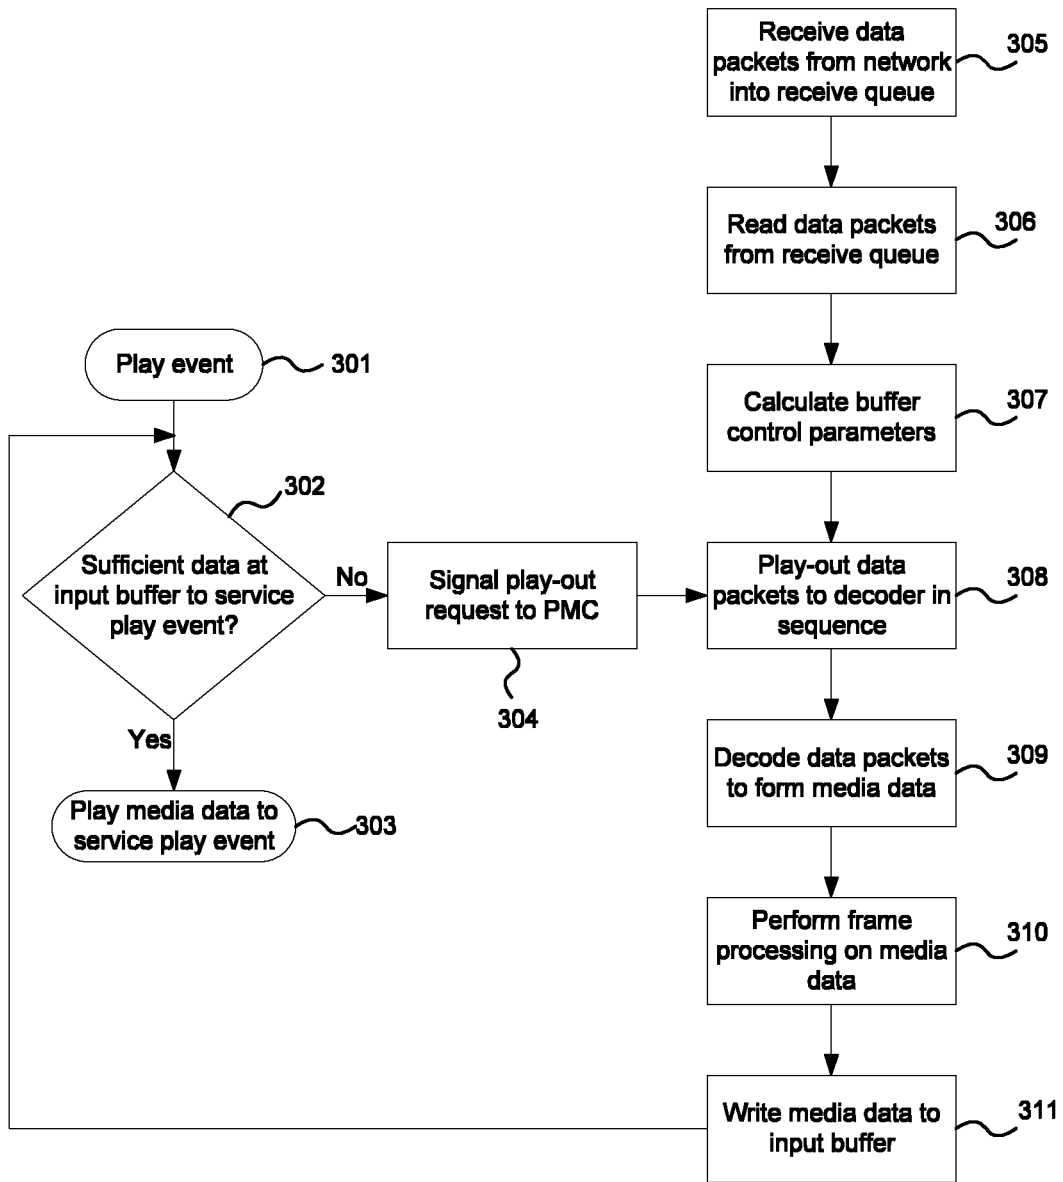 Receive data
packets from network
into receive queue
305
Read data packets
from receive queue
306
Play event
301
Calculate buffer
control parameters
307
302
Sufficient data at
input buffer to service
play event?
No
Signal play-out
request to PMC
304
Play-out data
packets to decoder in
sequence
308
Yes
Play media data to
service play event
303
Decode data packets
to form media data
309
Perform frame
processing on media
data
310
Write media data to
input buffer
311